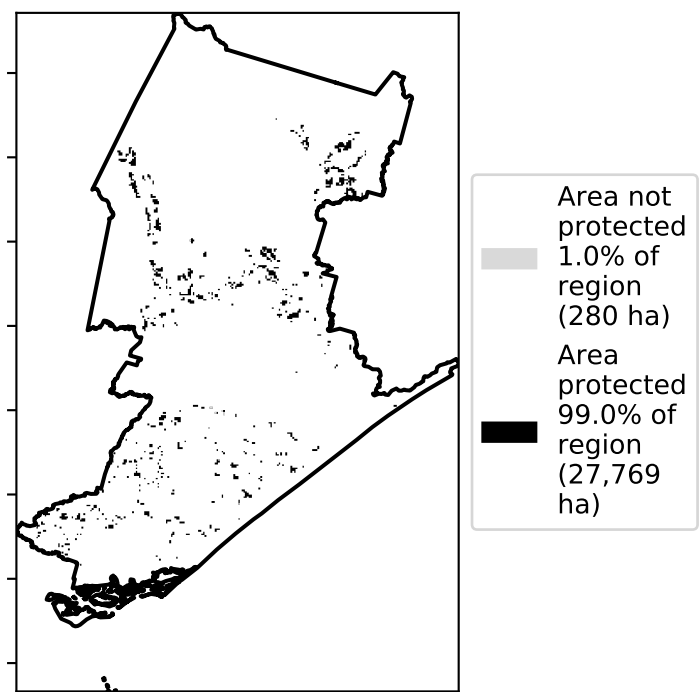 Area not
protected
1.0% of
region
(280 ha)
Area
protected
99.0% of
region
(27,769
ha)